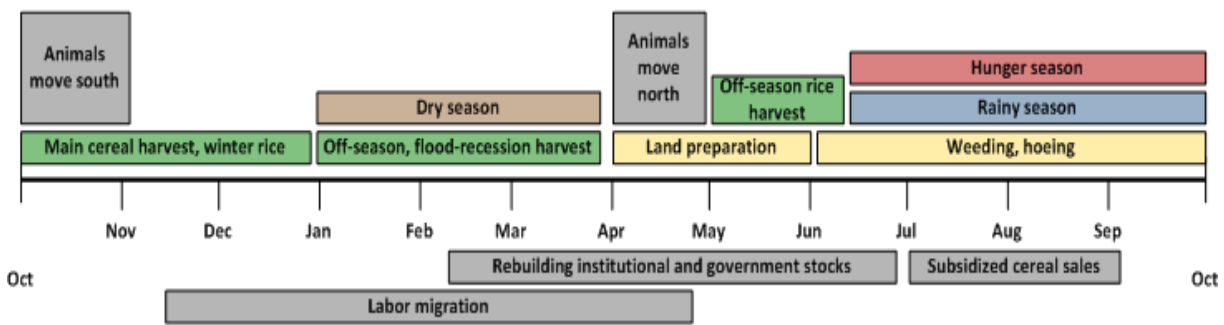 Animals
move south
Animals
move
north
Hunger season
Off-season rice
harvest
Dry season
Rainy season
Main cereal harvest, winter rice
Off-season, flood-recession harvest
Land preparation
Weeding, hoeing
Nov Dec Jan Feb Mar Apr May Jun Jul Aug Sep
Rebuilding institutional and government stocks
Subsidized cereal sales
Oct Oct
Labor migration